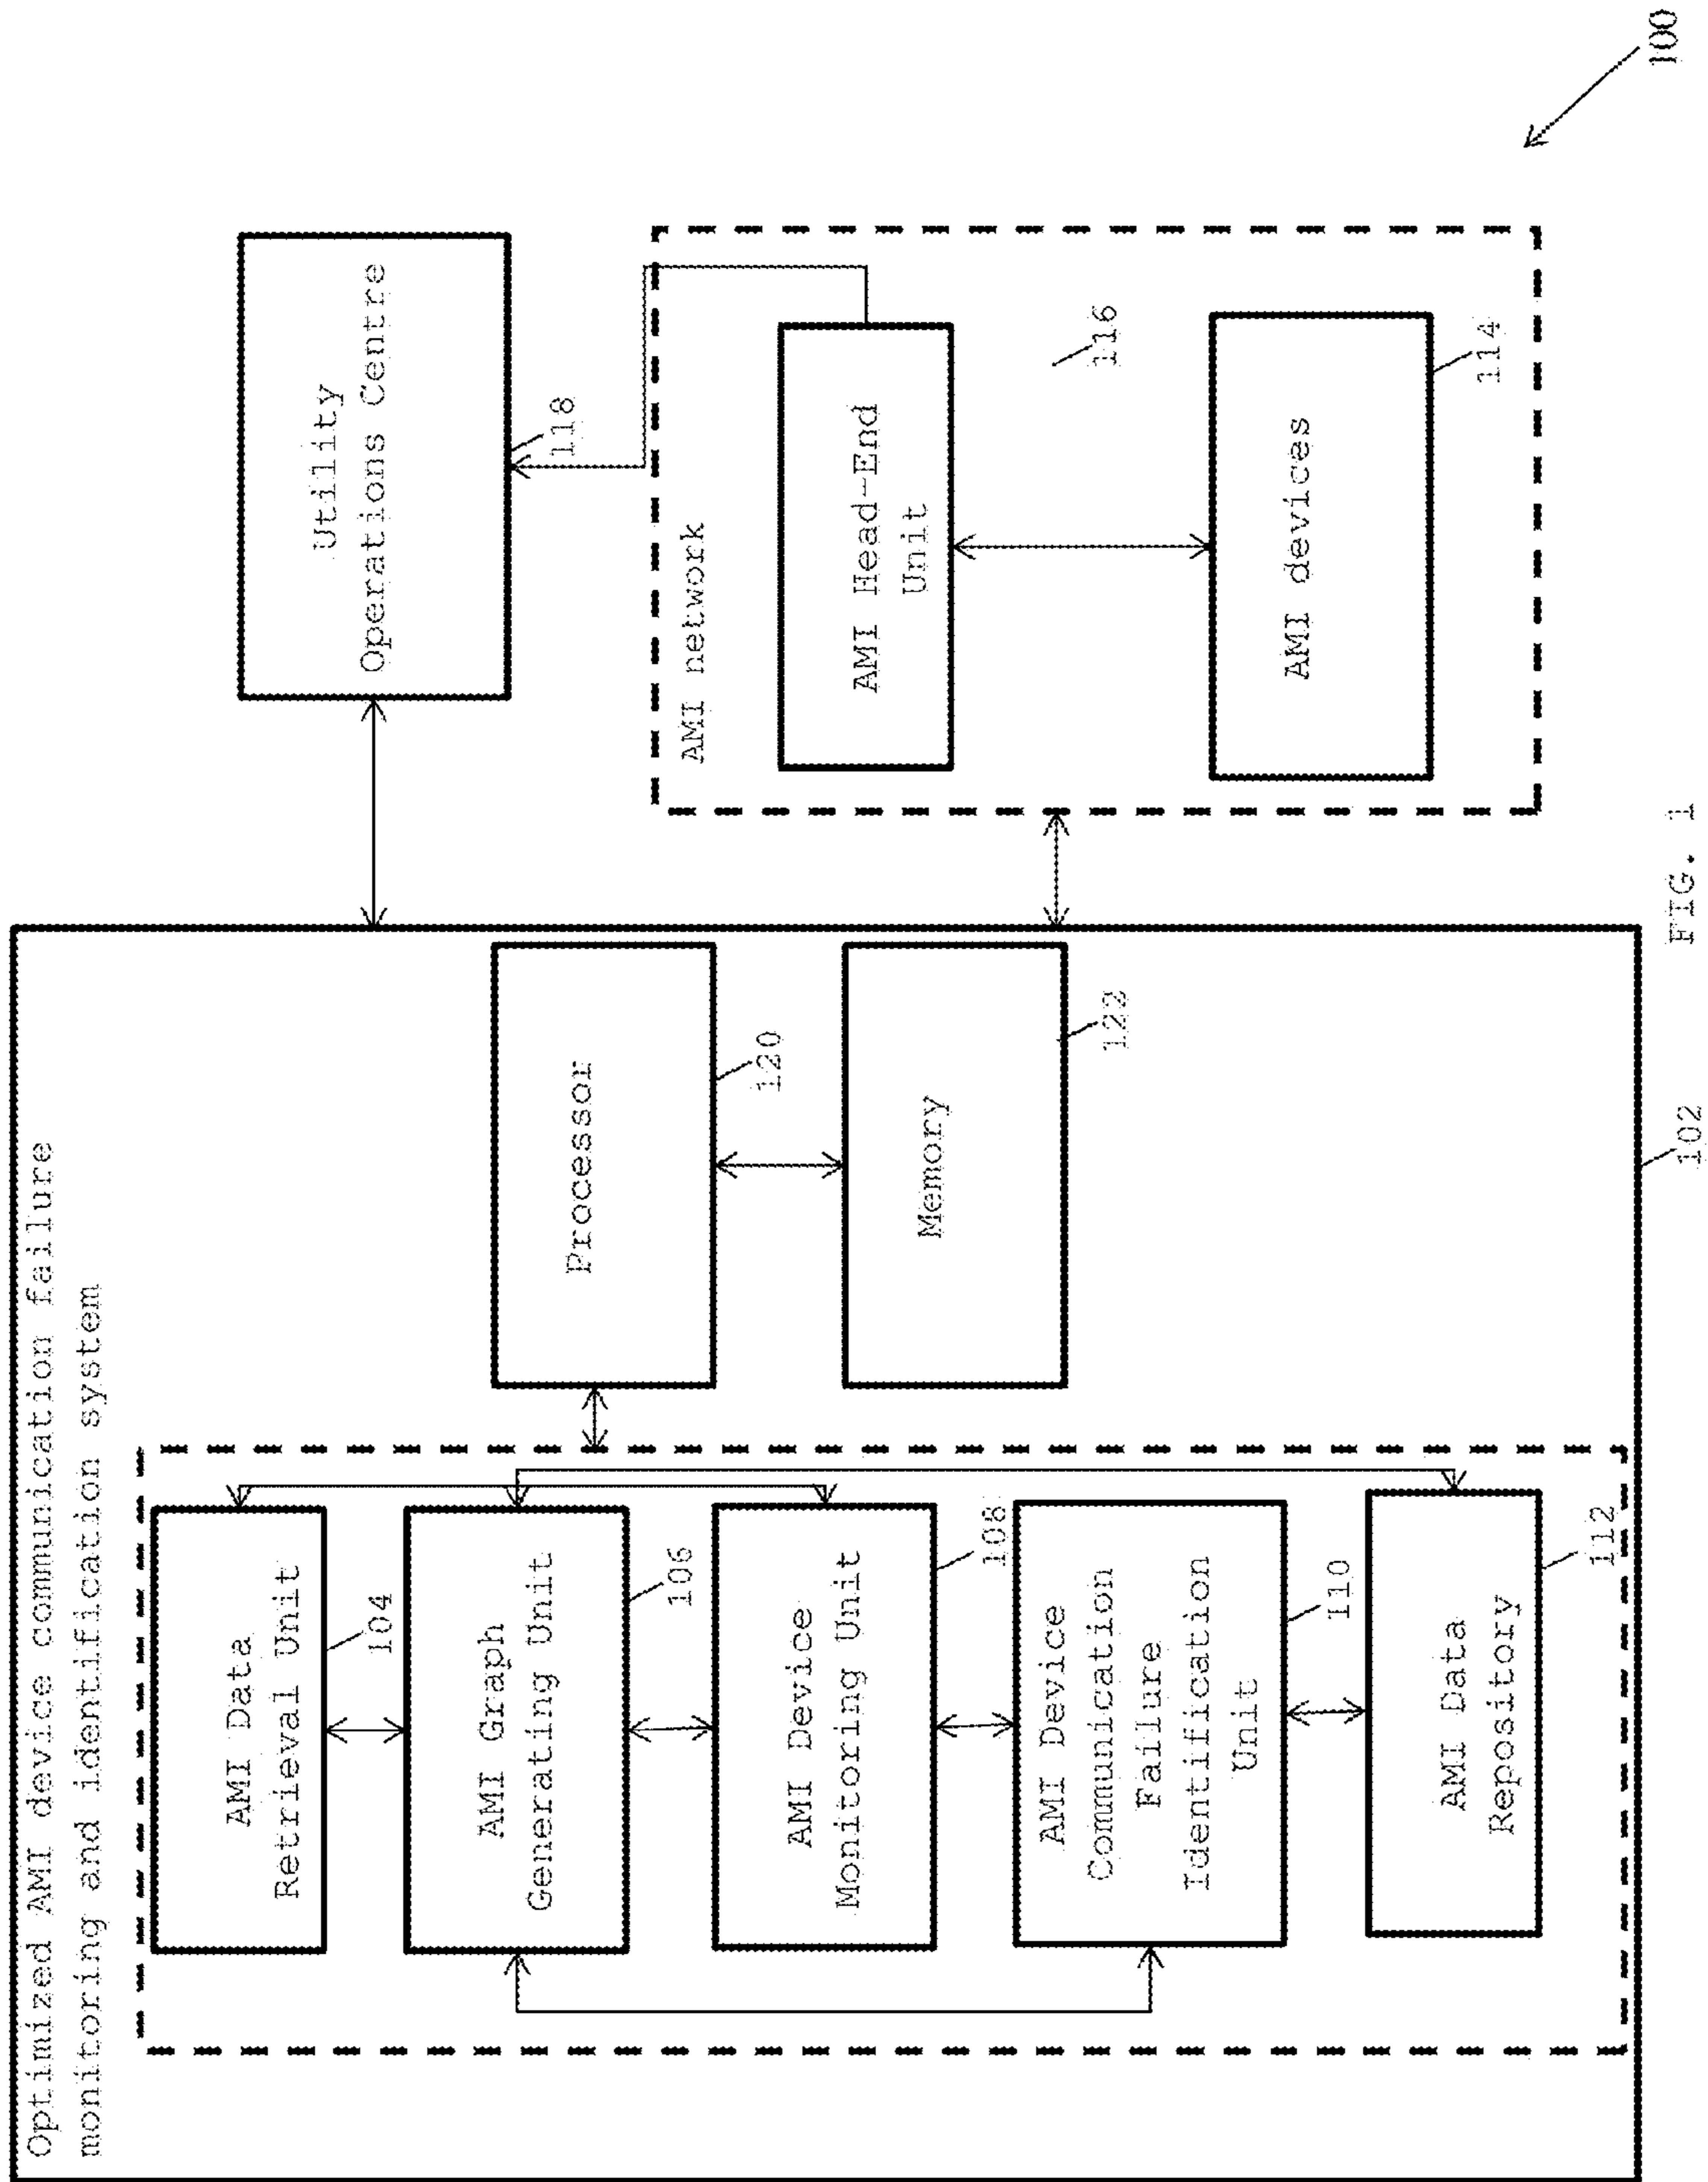 Optimized AMI device communication failure
monitoring and identification system
AMI Data
Retrieval Unit
104
AMI Graph
Generating Unit
106
AMI Device
Monitoring Unit
108
AMI Device
Communication
Failure
Identification
Unit
110
AMI Data
Repository
112
Processor
120
Memory
122
102
Utility
Operations Centre
118
AMI network
AMI Head-End
Unit
116
AMI devices
114
100
FIG. 1